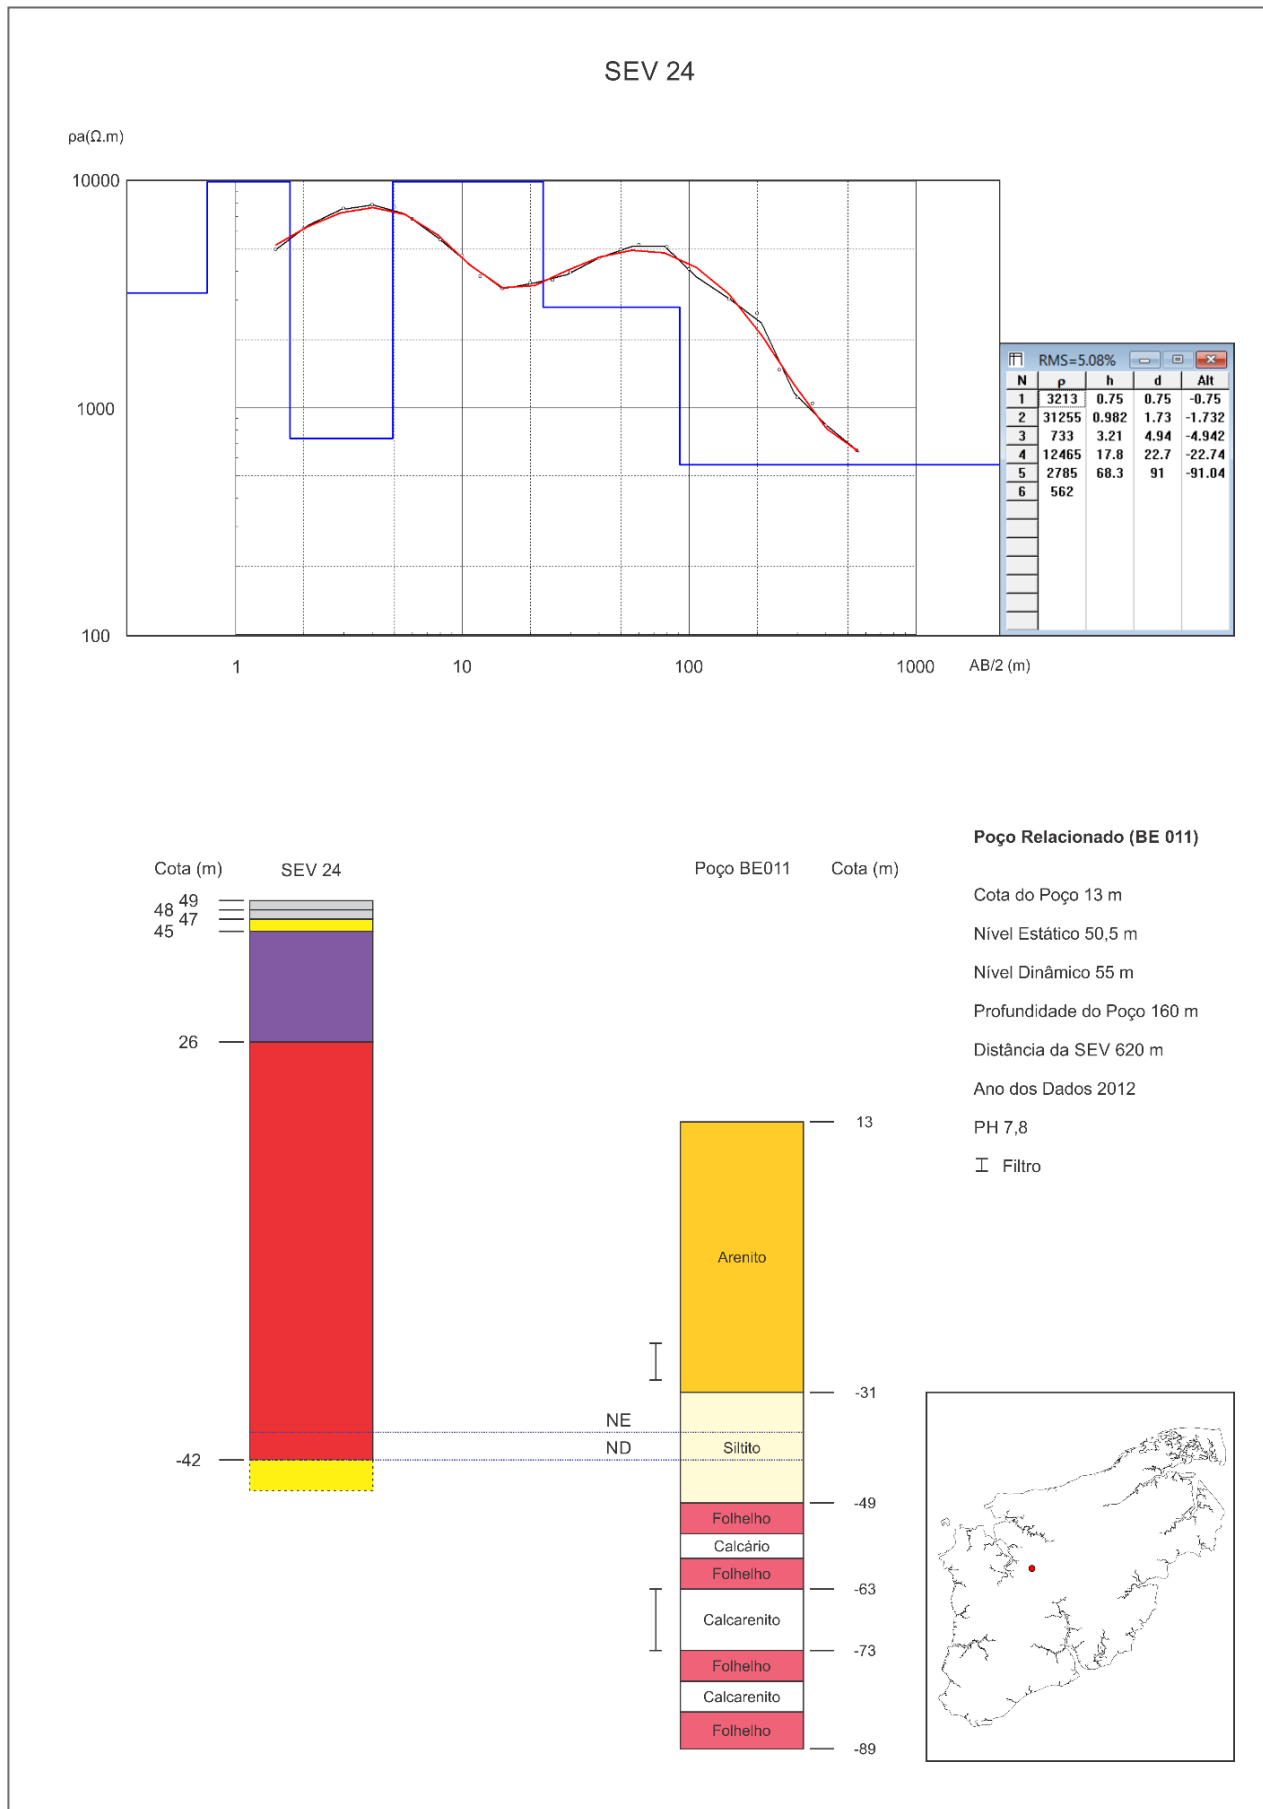 SEV 24
ρa(Ω.m)
10000
1000
100
1 10 100 1000 AB/2 (m)
RMS=5.08%
N ρ h d Alt
1 3213 0.75 0.75 -0.75
2 31255 0.982 1.73 -1.732
3 733 3.21 4.94 -4.942
4 12465 17.8 22.7 -22.74
5 2785 68.3 91 -91.04
6 562
Cota (m) SEV 24
49
48
47
45
26
-42
Poço BE011 Cota (m)
13
Arenito
-31
NE
ND
Siltito
-49
Folhelho
Calcário
Folhelho
-63
Calcarenito
-73
Folhelho
Calcarenito
Folhelho
-89
Poço Relacionado (BE 011)
Cota do Poço 13 m
Nível Estático 50,5 m
Nível Dinâmico 55 m
Profundidade do Poço 160 m
Distância da SEV 620 m
Ano dos Dados 2012
PH 7,8
Filtro